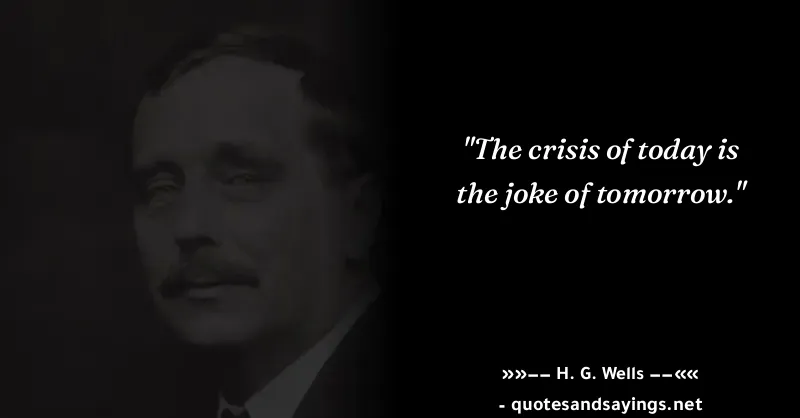 "The crisis of today is
the joke of tomorrow."
»»―― H. G. Wells ――««
- quotesandsayings.net